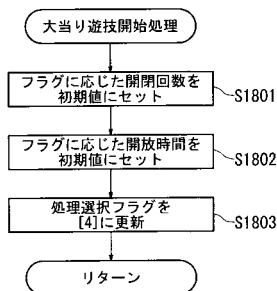 大当り遊技開始処理
フラグに応じた開閉回数を
初期値にセット
S1801
フラグに応じた開放時間を
初期値にセット
S1802
処理選択フラグを
[4]に更新
S1803
リターン